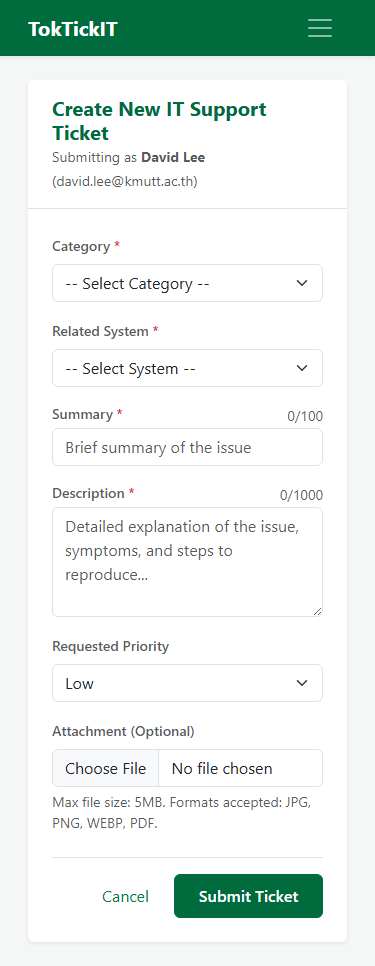 TokTickIT
Create New IT Support
Ticket
Submitting as David Lee
(david.lee@kmutt.ac.th)
Category *
-- Select Category --
Related System *
-- Select System --
Summary * 0/100
Brief summary of the issue
Description * 0/1000
Detailed explanation of the issue,
symptoms, and steps to
reproduce...
Requested Priority
Low
Attachment (Optional)
Choose File No file chosen
Max file size: 5MB. Formats accepted: JPG,
PNG, WEBP, PDF.
Cancel Submit Ticket